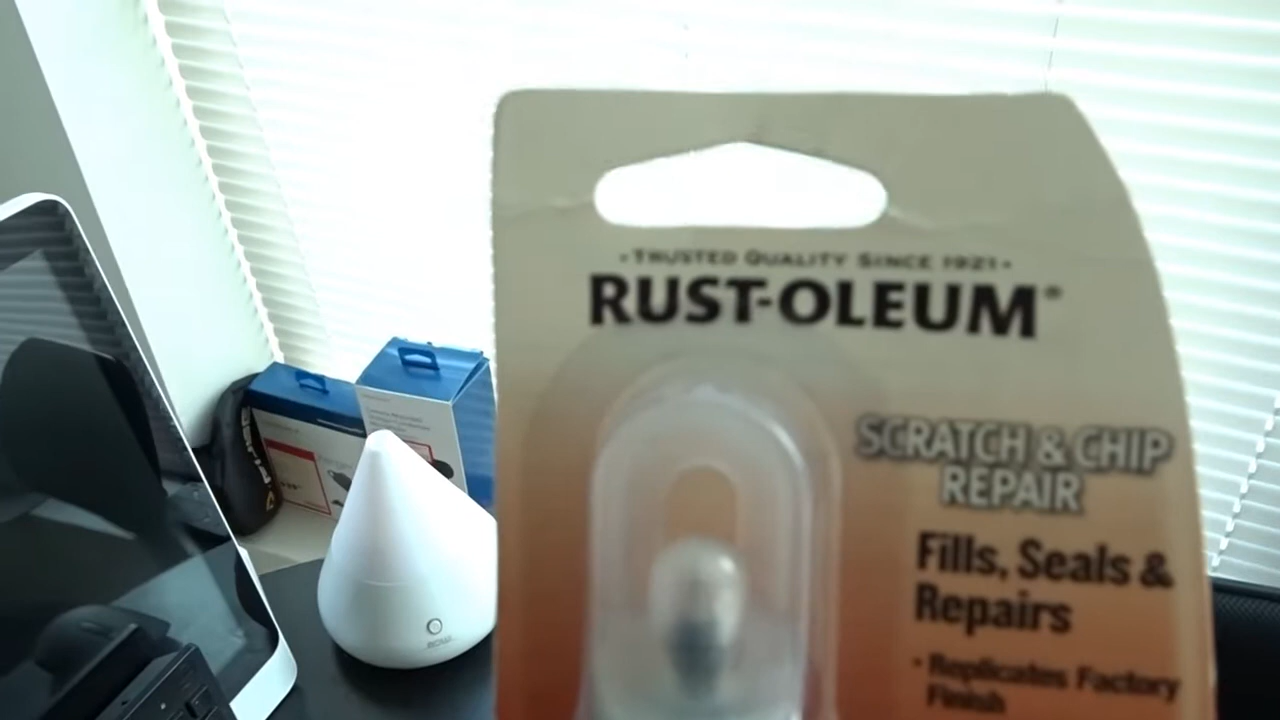 •TRUSTED QUALITY SINCE 1921•
RUST-OLEUM®
SCRATCH & CHIP
REPAIR
Fills, Seals &
Repairs
• Replicates Factory
Finish